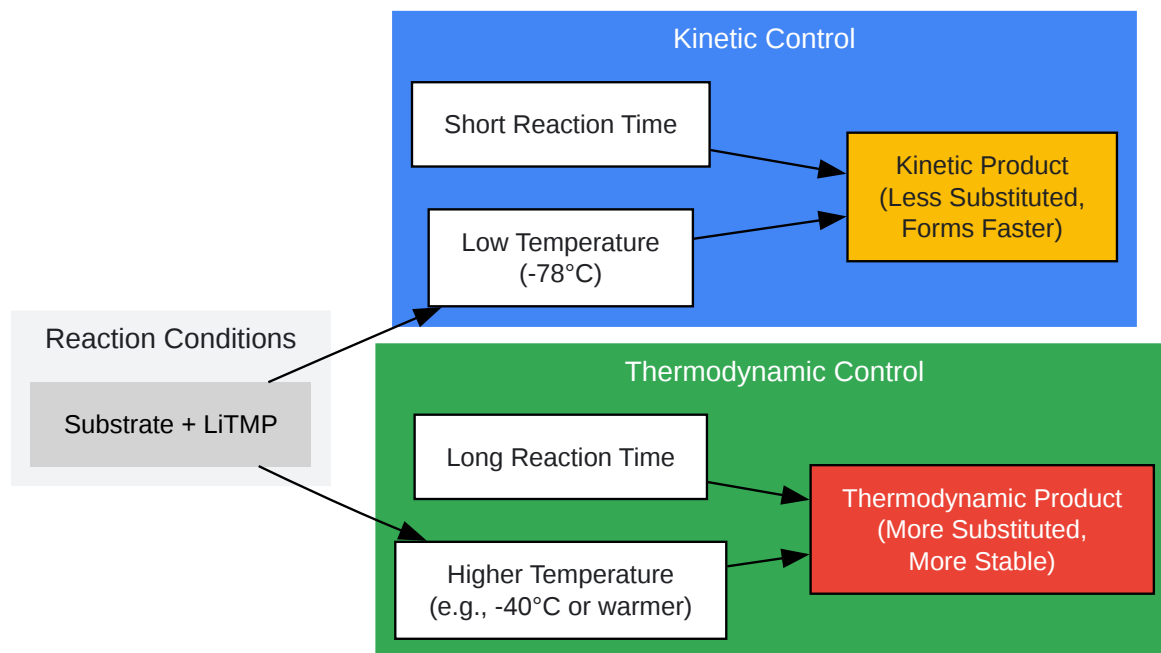 Kinetic Control
Short Reaction Time
Kinetic Product
(Less Substituted,
Forms Faster)
Low Temperature
(-78°C)
Reaction Conditions
Substrate + LiTMP
Thermodynamic Control
Long Reaction Time
Thermodynamic Product
(More Substituted,
More Stable)
Higher Temperature
(e.g., -40°C or warmer)